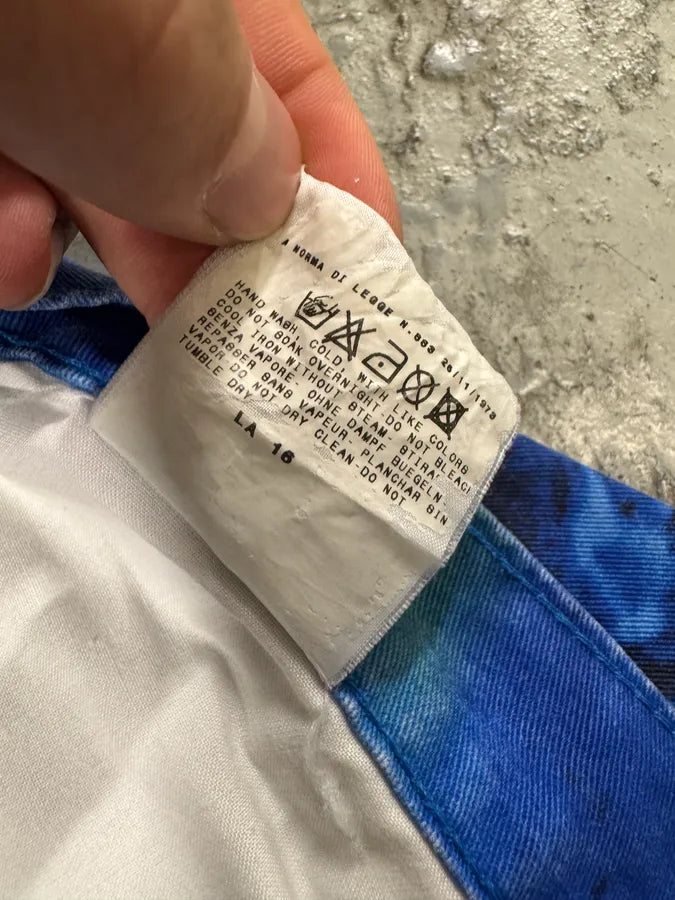 A NORMA DI LEGGE N.883 26/11/1973
HAND WASH COLD, WITH LIKE COLORS
DO NOT SOAK OVERNIGHT-DO NOT BLEACH
COOL IRON WITHOUT STEAM- STIRA
SENZA VAPORE- OHNE DAMPF BUEGELN
REPASSER SANS VAPEUR- PLANCHAR SIN
VAPOR-DO NOT DRY CLEAN-DO NOT
TUMBLE DRY
LA 16